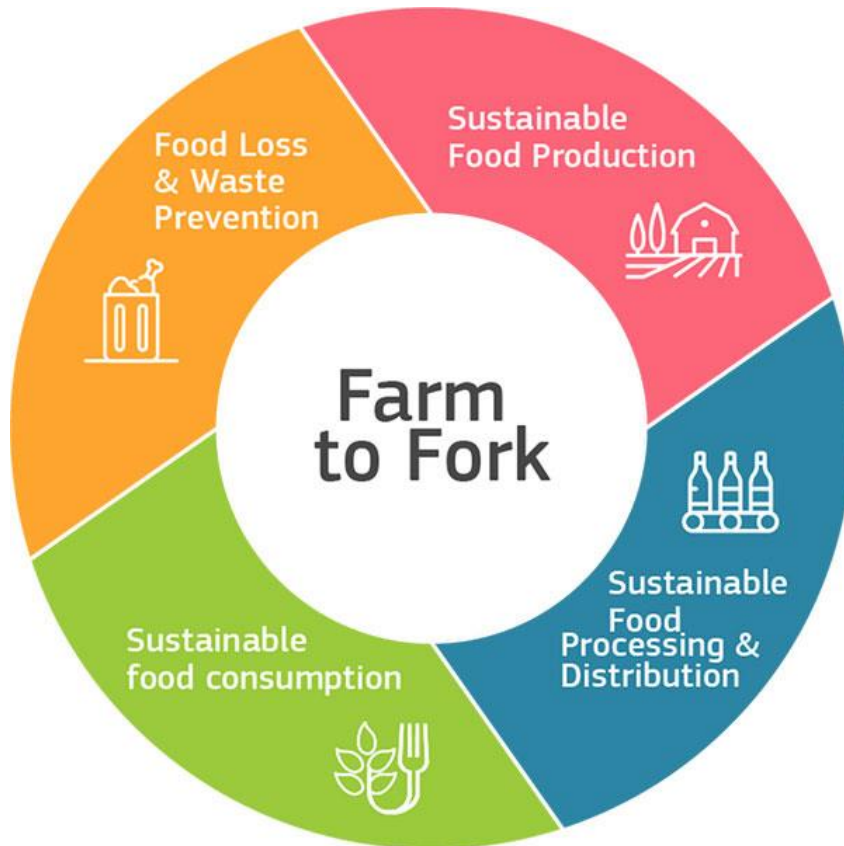 Food Loss
& Waste
Prevention
Sustainable
Food Production
Farm
to Fork
Sustainable
Food
Processing &
Distribution
Sustainable
food consumption